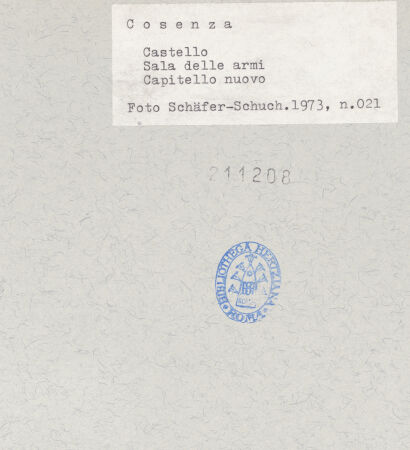 Cosenza
Castello
Sala delle armi
Capitello nuovo
Foto Schäfer-Schuch.1973, n.021
211208
BIBLIOTHECA HERTZIANA
ROMA